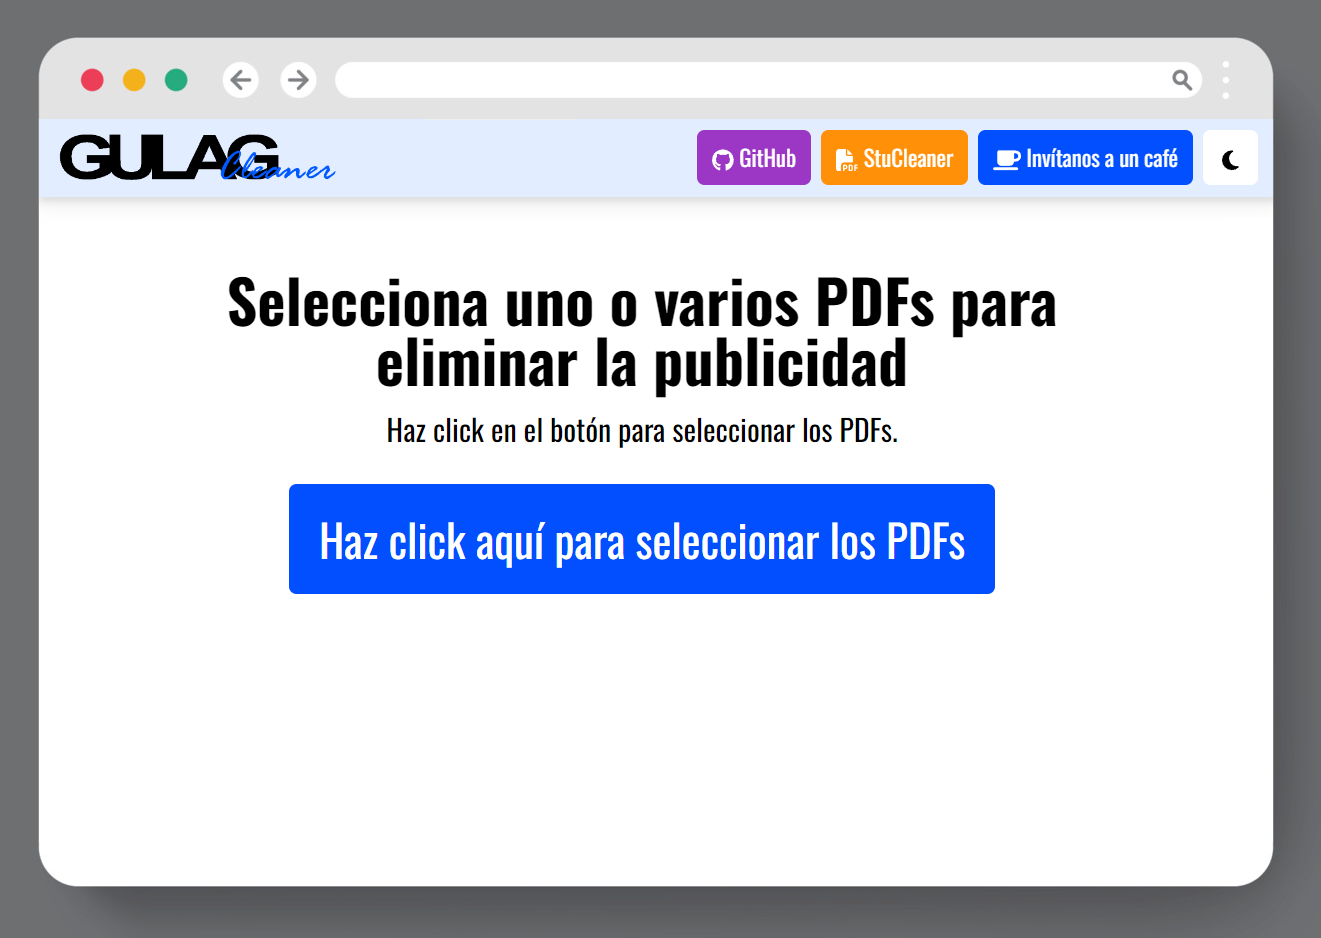 GULAG
Cleaner
GitHub
StuCleaner
Invítanos a un café
Selecciona uno o varios PDFs para
eliminar la publicidad
Haz click en el botón para seleccionar los PDFs.
Haz click aquí para seleccionar los PDFs